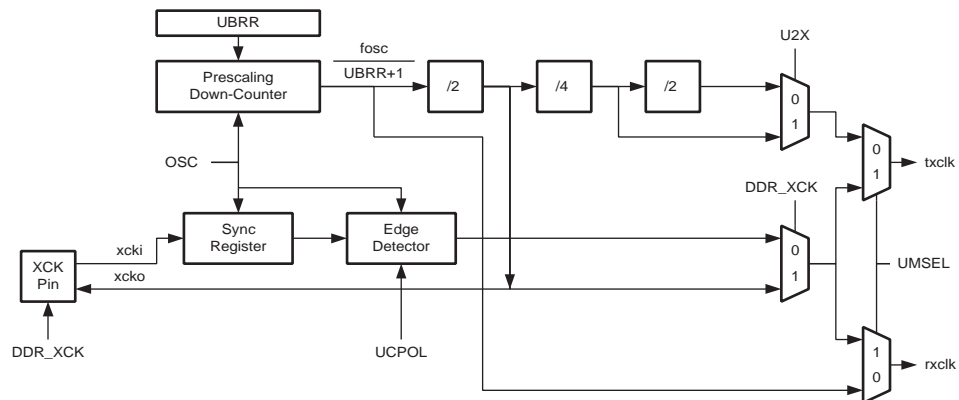 UBRR
Prescaling
Down-Counter
fosc
UBRR+1
/2
/4
/2
U2X
0
1
OSC
DDR_XCK
0
1
txclk
Sync
Register
Edge
Detector
0
1
xcki
XCK
Pin
xcko
UMSEL
DDR_XCK
UCPOL
1
0
rxclk